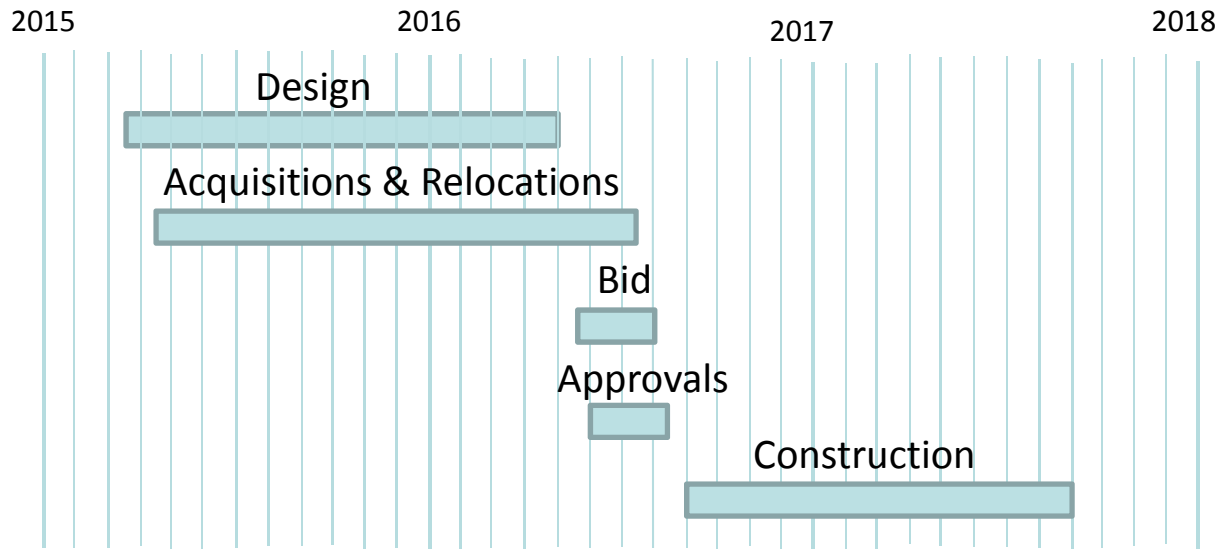 2015
2016
2017
2018
Design
Acquisitions & Relocations
Bid
Approvals
Construction